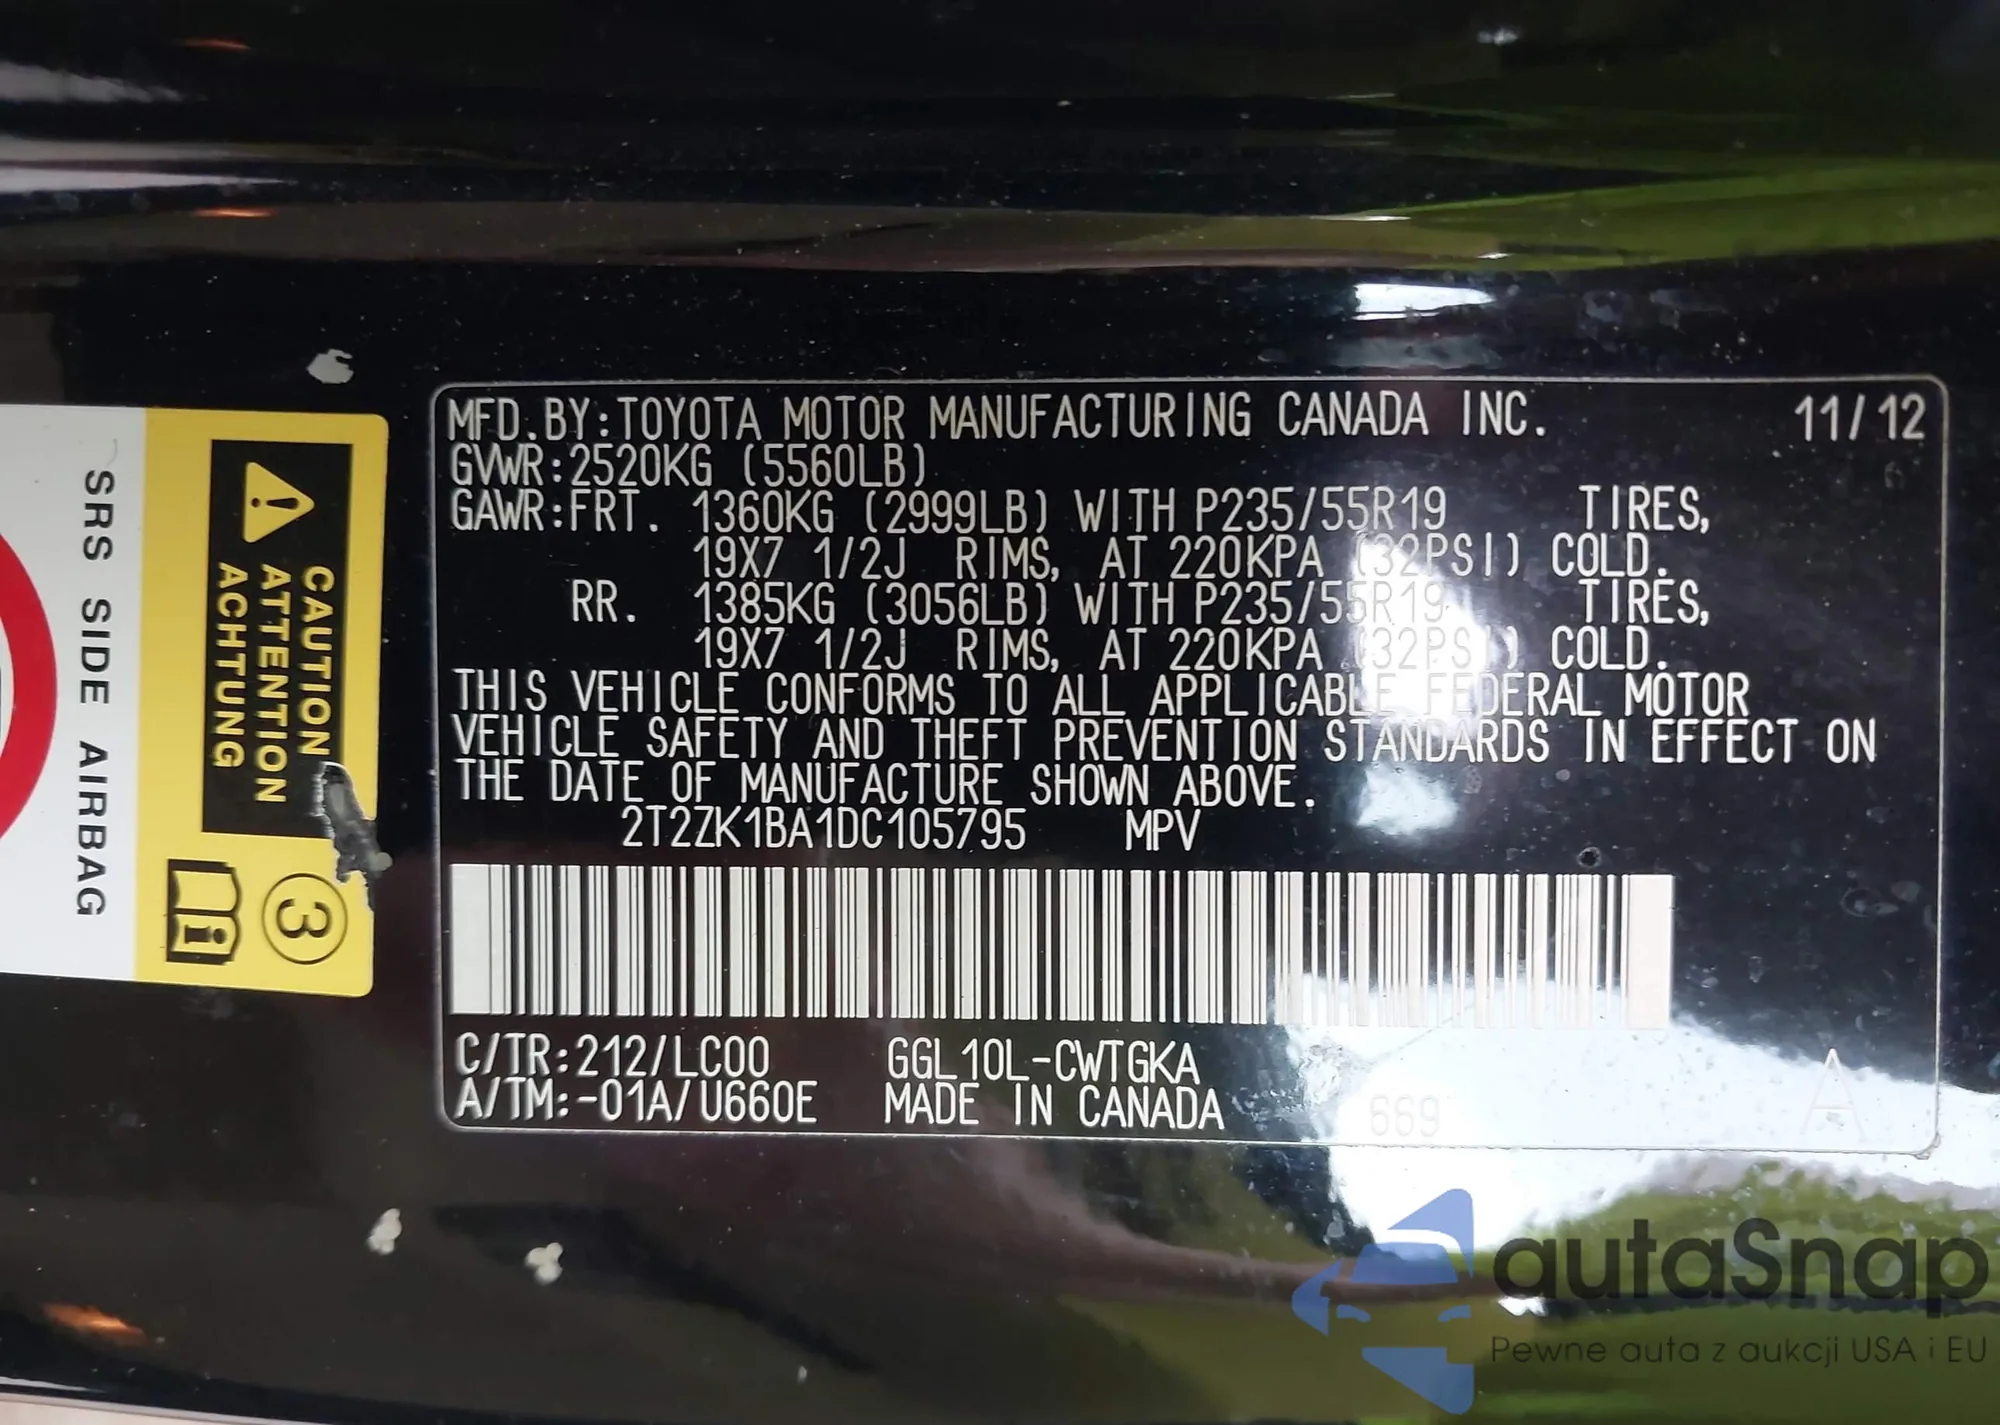 MFD.BY:TOYOTA MOTOR MANUFACTURING CANADA INC. 11/12
GVWR:2520KG (5560LB)
GAWR:FRT. 1360KG (2999LB) WITH P235/55R19 TIRES,
19X7 1/2J RIMS, AT 220KPA (32PSI) COLD.
RR. 1385KG (3056LB) WITH P235/55R19 TIRES,
19X7 1/2J RIMS, AT 220KPA (32PSI) COLD.
THIS VEHICLE CONFORMS TO ALL APPLICABLE FEDERAL MOTOR
VEHICLE SAFETY AND THEFT PREVENTION STANDARDS IN EFFECT ON
THE DATE OF MANUFACTURE SHOWN ABOVE.
2T2ZK1BA1DC105795 MPV
C/TR:212/LC00 GGL10L-CWTGKA
A/TM:-01A/U660E MADE IN CANADA 669 A
CAUTION
ATTENTION
ACHTUNG
3
SRS SIDE AIRBAG
autaSnap
Pewne auta z aukcji USA i EU